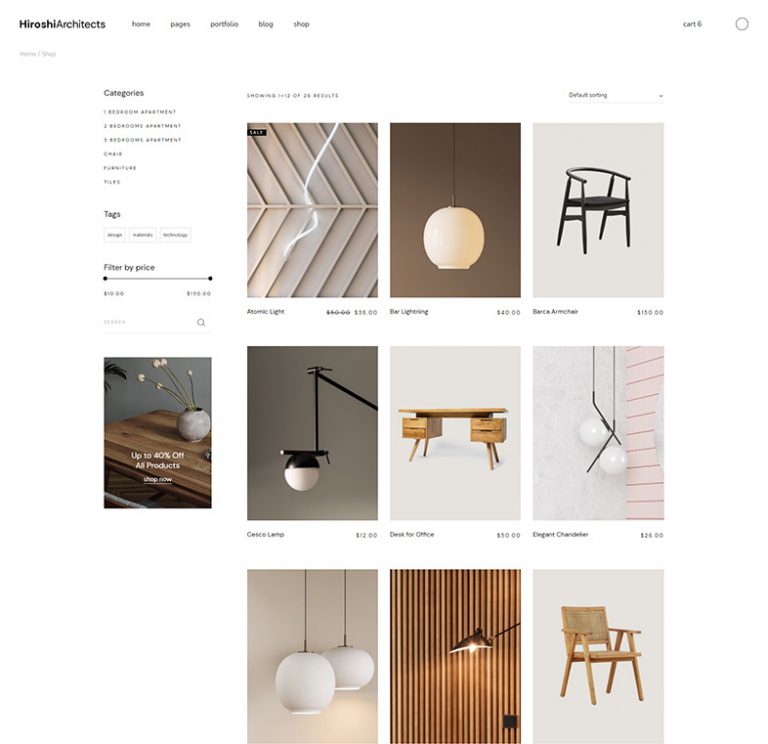 HiroshiArchitects
home pages portfolio blog shop
cart 6
Home / Shop
Categories
1 BEDROOM APARTMENT
2 BEDROOMS APARTMENT
3 BEDROOMS APARTMENT
CHAIR
FURNITURE
TILES
Tags
design materials technology
Filter by price
$10.00 $150.00
SEARCH
Up to 40% Off
All Products
shop now
SHOWING 1–12 OF 26 RESULTS
Default sorting
SALE
Atomic Light $50.00 $38.00
Bar Lightning $40.00
Barca Armchair $150.00
Cesco Lamp $12.00
Desk for Office $50.00
Elegant Chandelier $26.00